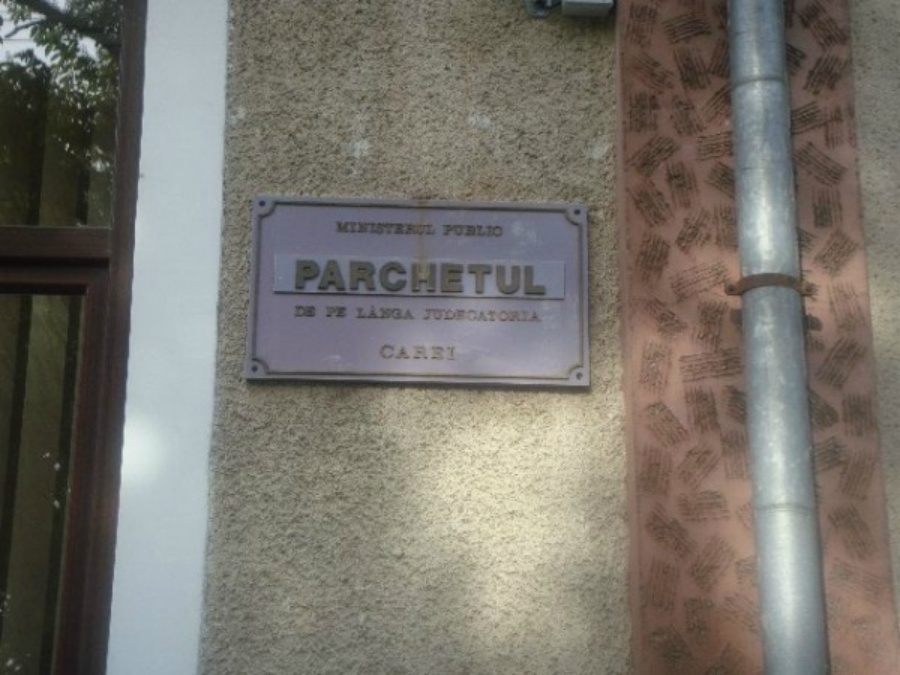 MINISTERUL PUBLIC
PARCHETUL
DE PE LÂNGA JUDECATORIA
CAREI